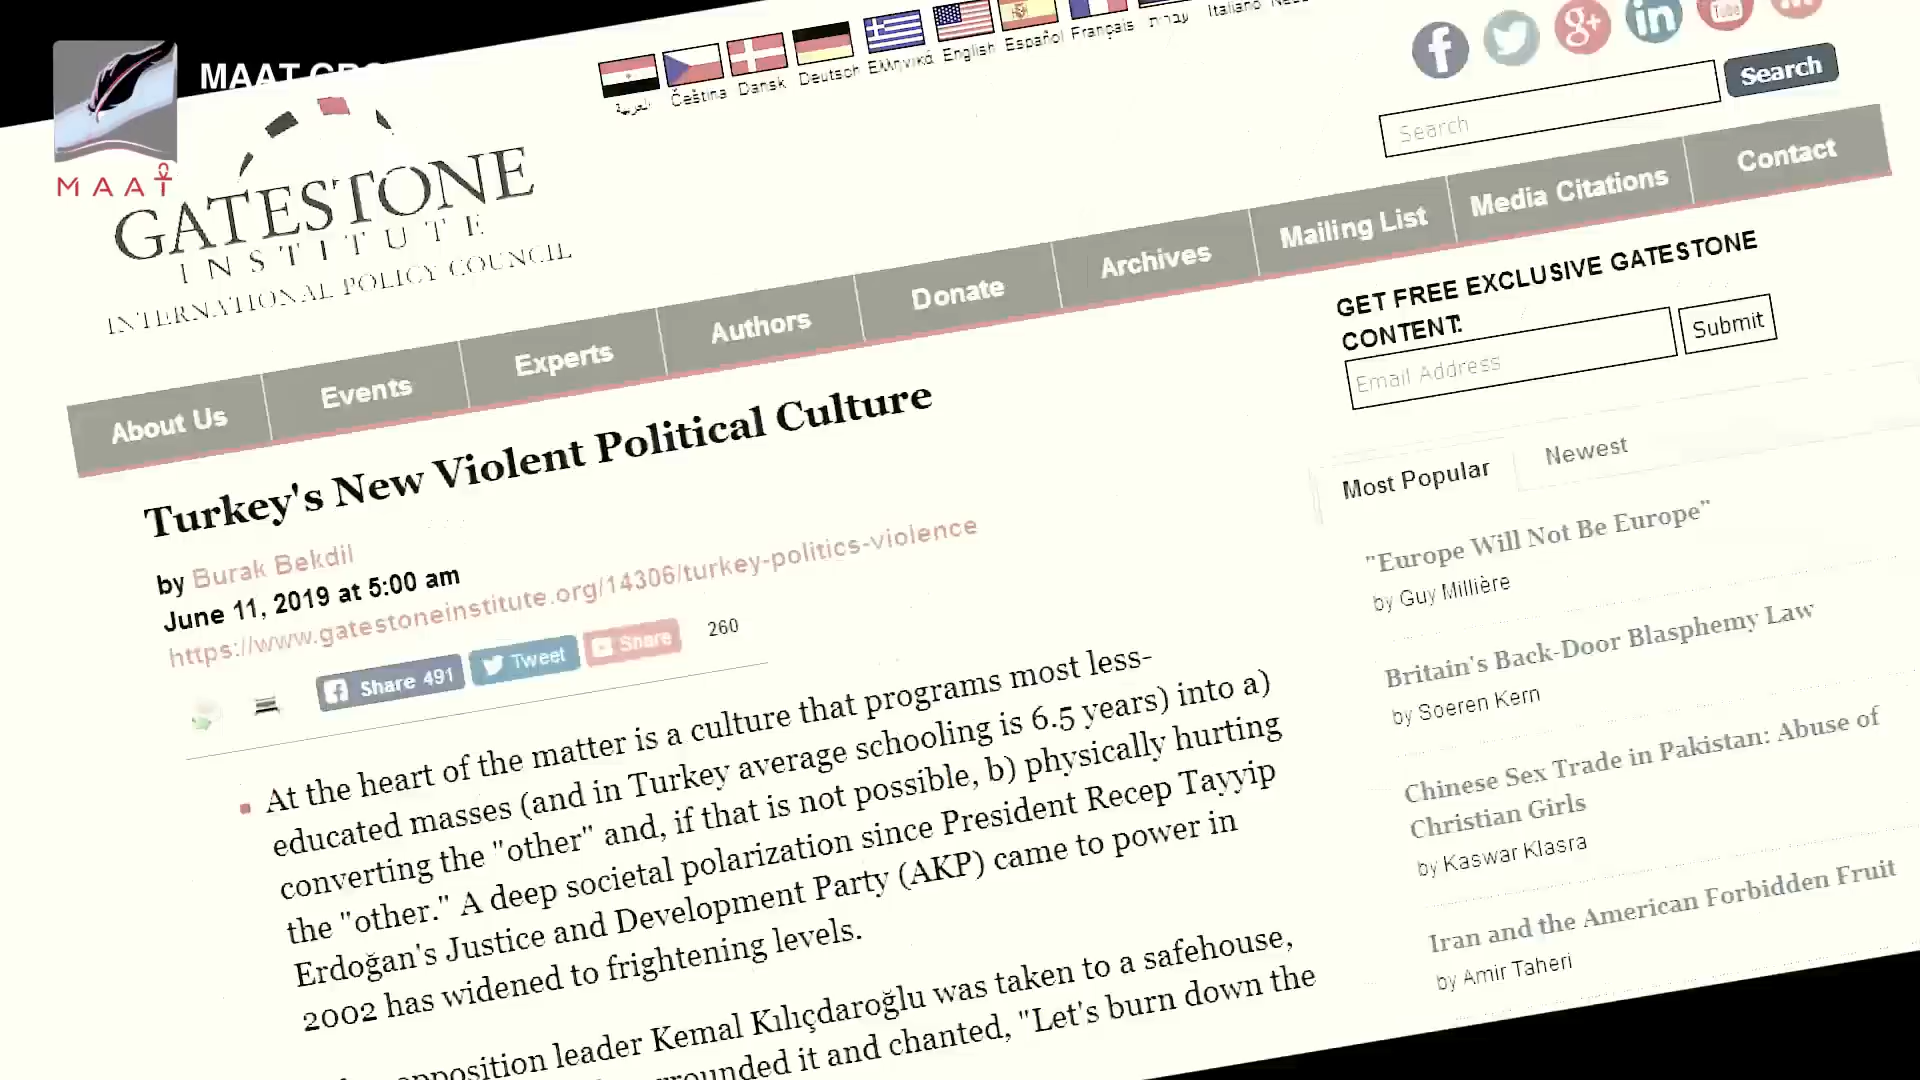 MAAT
MAAT
العربية
Čeština
Dansk
Deutsch
Ελληνικά
English
Español
Français
עברית
Italiano
GATESTONE
INSTITUTE
INTERNATIONAL POLICY COUNCIL
Search
Search
About Us
Events
Experts
Authors
Donate
Archives
Mailing List
Media Citations
Contact
Turkey's New Violent Political Culture
by Burak Bekdil
June 11, 2019 at 5:00 am
https://www.gatestoneinstitute.org/14306/turkey-politics-violence
Share 491
Tweet
Share
260
At the heart of the matter is a culture that programs most less-
educated masses (and in Turkey average schooling is 6.5 years) into a)
converting the "other" and, if that is not possible, b) physically hurting
the "other." A deep societal polarization since President Recep Tayyip
Erdoğan's Justice and Development Party (AKP) came to power in
2002 has widened to frightening levels.
opposition leader Kemal Kılıçdaroğlu was taken to a safehouse,
it and chanted, "Let's burn down the
GET FREE EXCLUSIVE GATESTONE
CONTENT:
Email Address
Submit
Most Popular
Newest
"Europe Will Not Be Europe"
by Guy Millière
Britain's Back-Door Blasphemy Law
by Soeren Kern
Chinese Sex Trade in Pakistan: Abuse of
Christian Girls
by Kaswar Klasra
Iran and the American Forbidden Fruit
by Amir Taheri